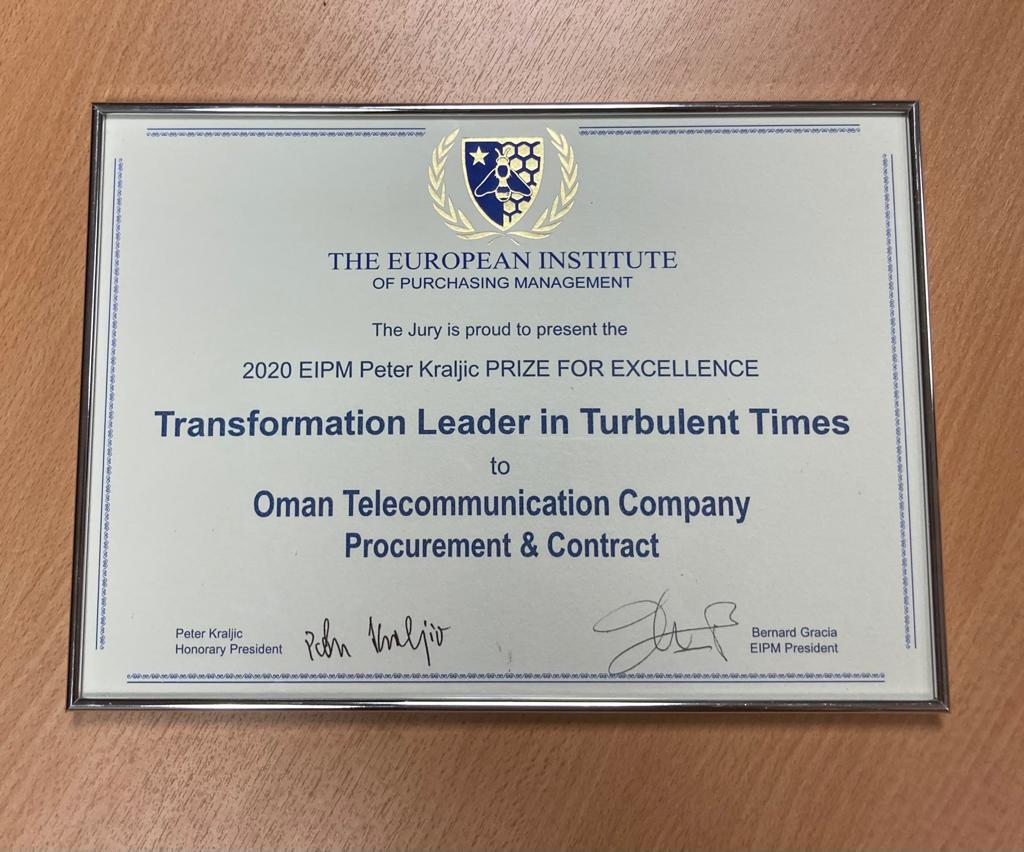 THE EUROPEAN INSTITUTE
OF PURCHASING MANAGEMENT
The Jury is proud to present the
2020 EIPM Peter Kraljic PRIZE FOR EXCELLENCE
Transformation Leader in Turbulent Times
to
Oman Telecommunication Company
Procurement & Contract
Peter Kraljic
Honorary President
Peter Kraljic
Bernard Gracia
EIPM President